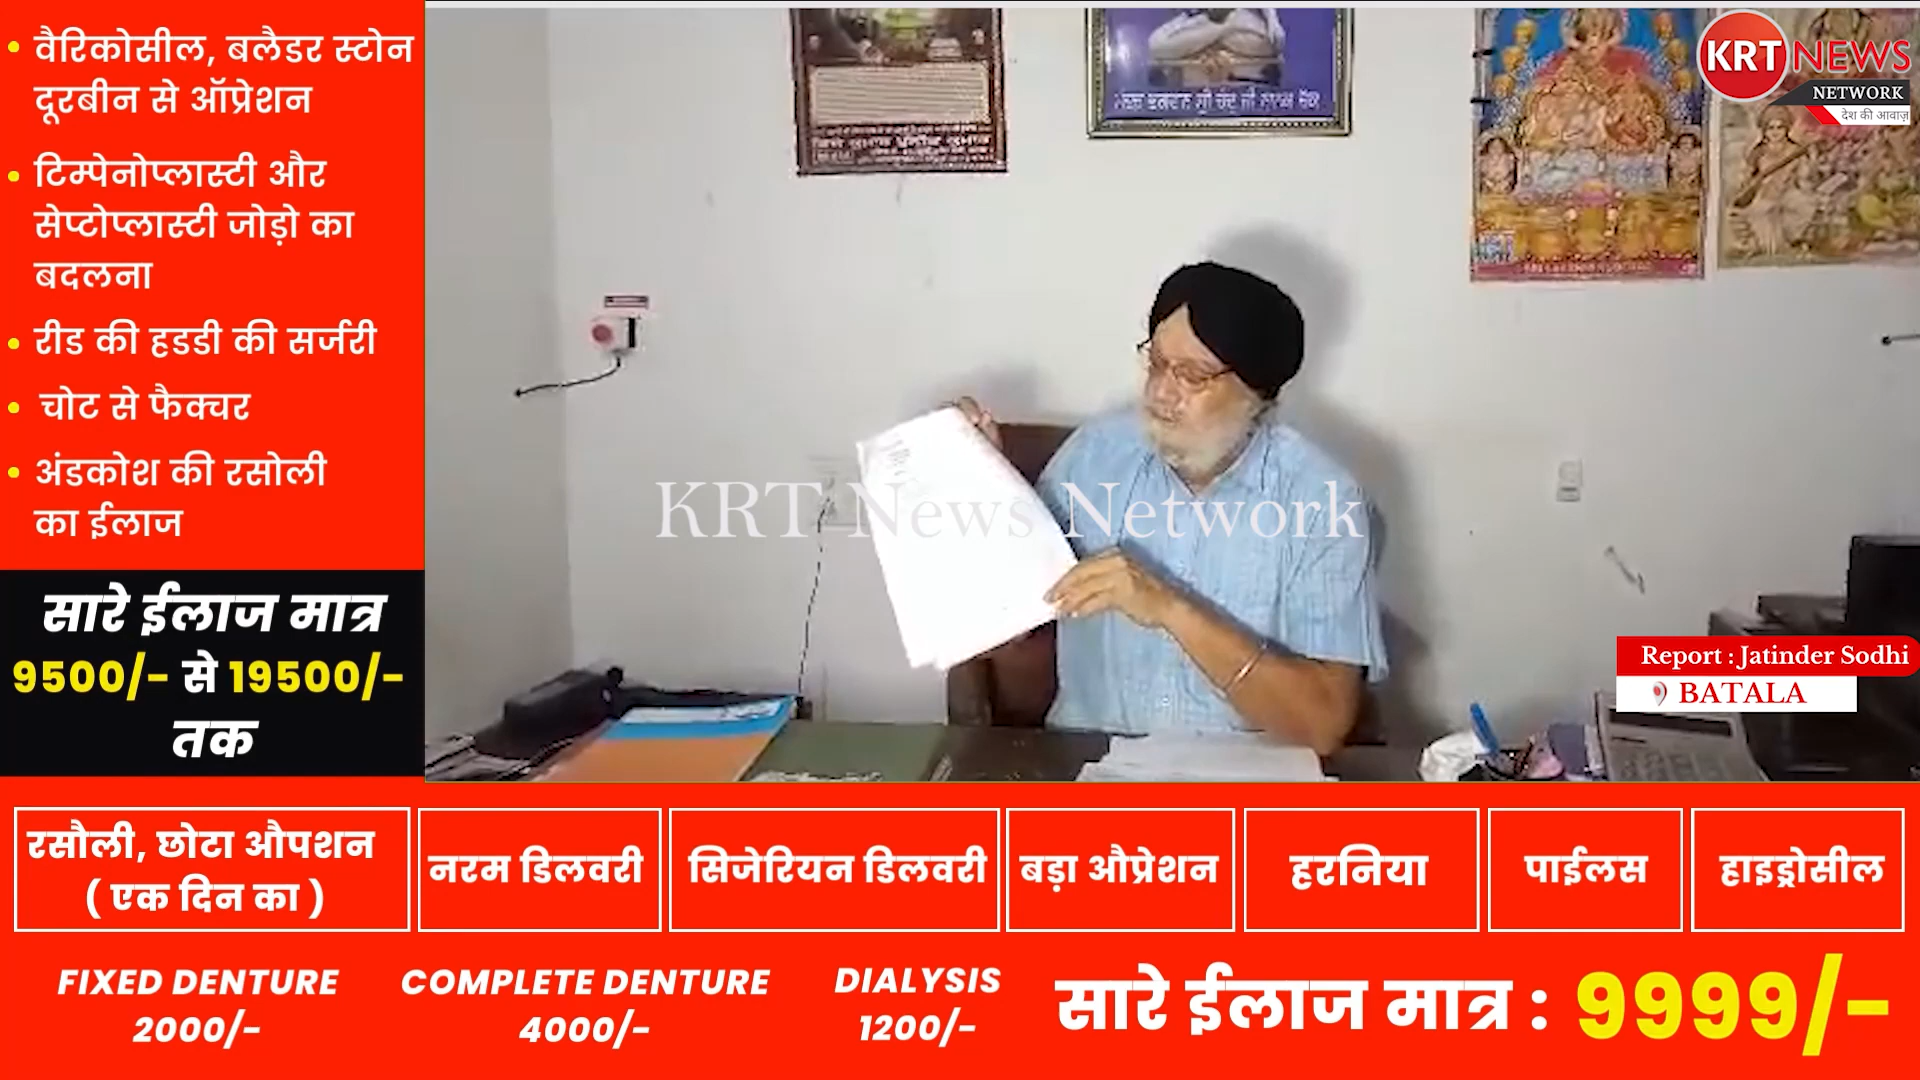 वैरिकोसील, बलैडर स्टोन
दूरबीन से ऑप्रेशन
टिम्पेनोप्लास्टी और
सेप्टोप्लास्टी जोड़ो का
बदलना
रीड की हडडी की सर्जरी
चोट से फैक्चर
अंडकोश की रसोली
का ईलाज
सारे ईलाज मात्र
9500/- से 19500/-
तक
KRT NEWS
NETWORK
देश की आवाज़
KRT News Network
Report : Jatinder Sodhi
BATALA
रसौली, छोटा औपशन
( एक दिन का )
नरम डिलवरी
सिजेरियन डिलवरी
बड़ा औप्रेशन
हरनिया
पाईलस
हाइड्रोसील
FIXED DENTURE
2000/-
COMPLETE DENTURE
4000/-
DIALYSIS
1200/-
सारे ईलाज मात्र : 9999/-